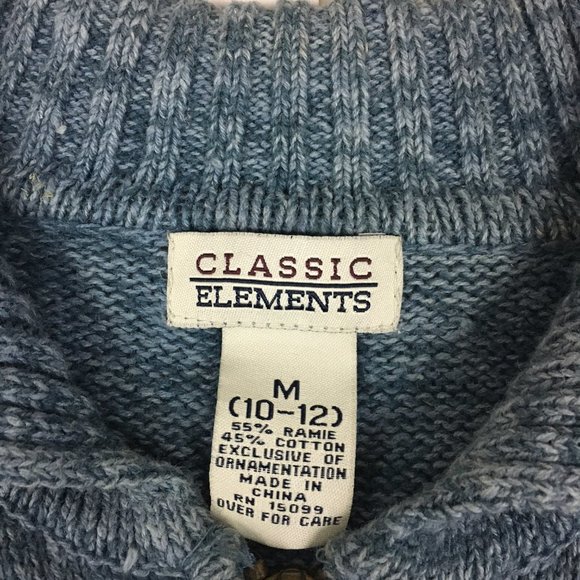 CLASSIC
ELEMENTS
M
(10-12)
55% RAMIE
45% COTTON
EXCLUSIVE OF
ORNAMENTATION
MADE IN
CHINA
RN 15099
OVER FOR CARE